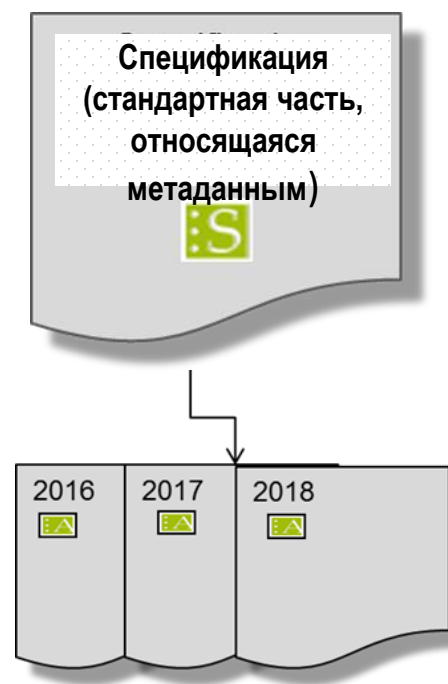 Спецификация
(стандартная часть,
относящаяся
метаданным)
S
2016 2017 2018
A A A